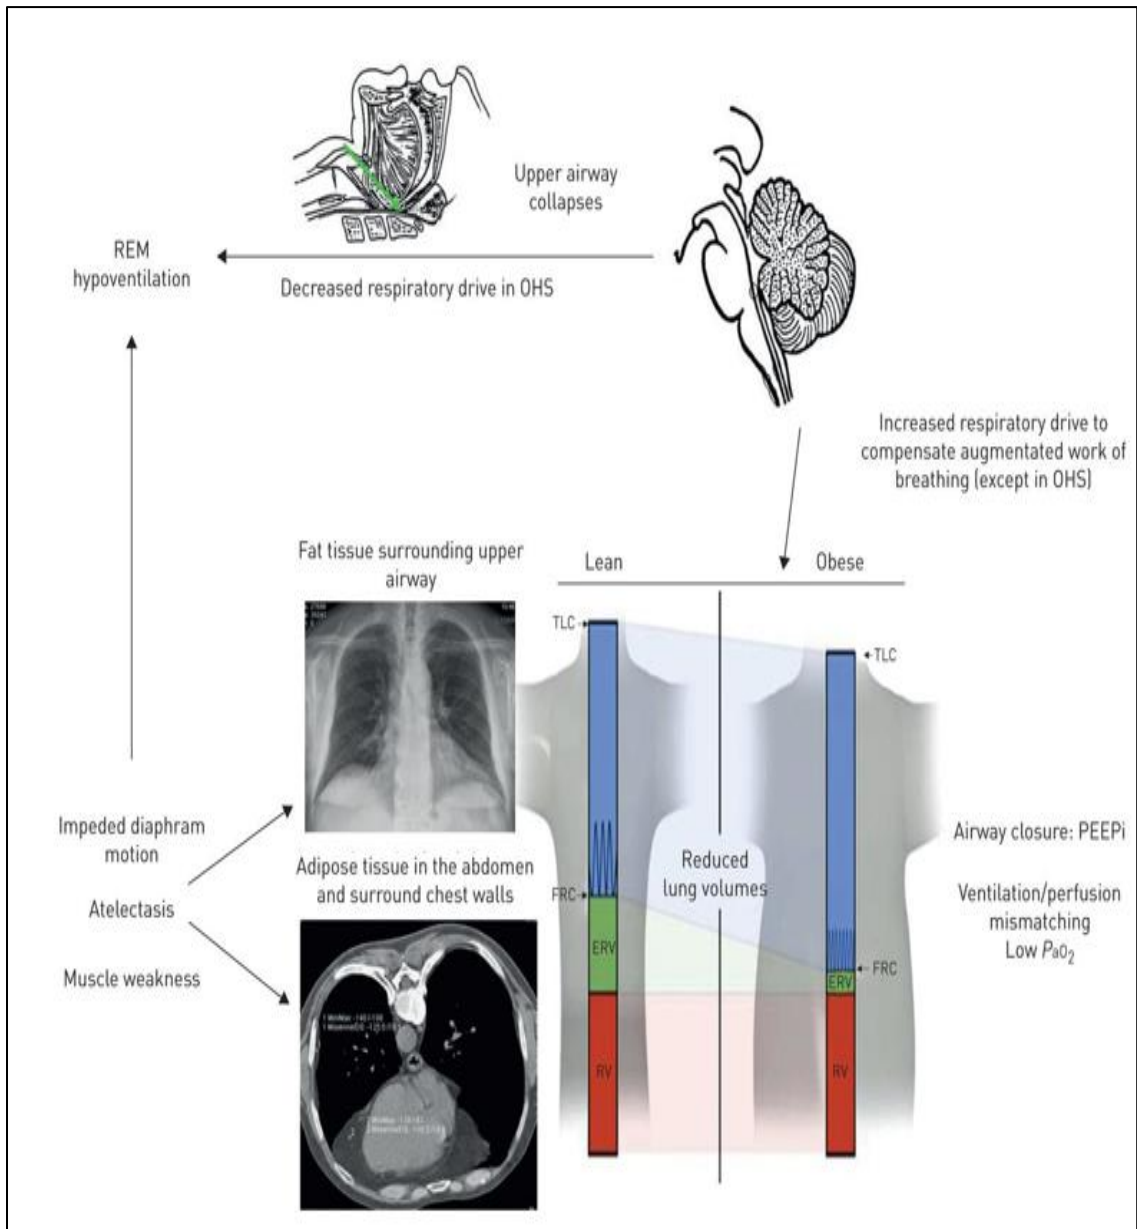 Upper airway
collapses
REM
hypoventilation
Decreased respiratory drive in OHS
Increased respiratory drive to
compensate augmentated work of
breathing (except in OHS)
Fat tissue surrounding upper
airway
Lean
Obese
TLC
TLC
Impeded diaphram
motion
Atelectasis
Muscle weakness
Adipose tissue in the abdomen
and surround chest walls
Reduced
lung volumes
FRC
FRC
ERV
ERV
RV
RV
Airway closure: PEEPi
Ventilation/perfusion
mismatching
Low PaO₂